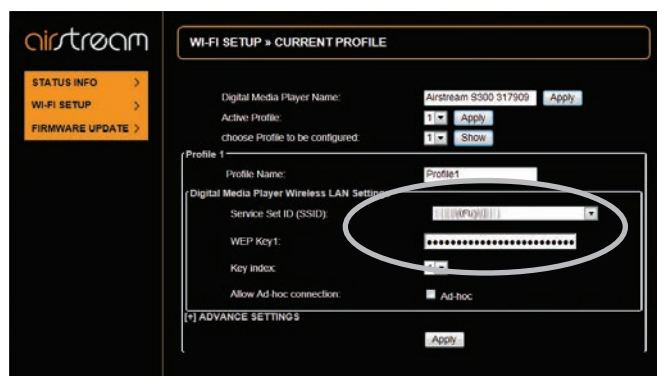 airstream
WI-FI SETUP » CURRENT PROFILE
STATUS INFO >
WI-FI SETUP >
FIRMWARE UPDATE >
Digital Media Player Name: Airstream S300 317909 Apply
Active Profile: 1 Apply
choose Profile to be configured: 1 Show
Profile 1
Profile Name: Profile1
Digital Media Player Wireless LAN Setting
Service Set ID (SSID):
WEP Key1: ••••••••••••••••••••••••••
Key index: 1
Allow Ad-hoc connection: Ad-hoc
[+] ADVANCE SETTINGS
Apply